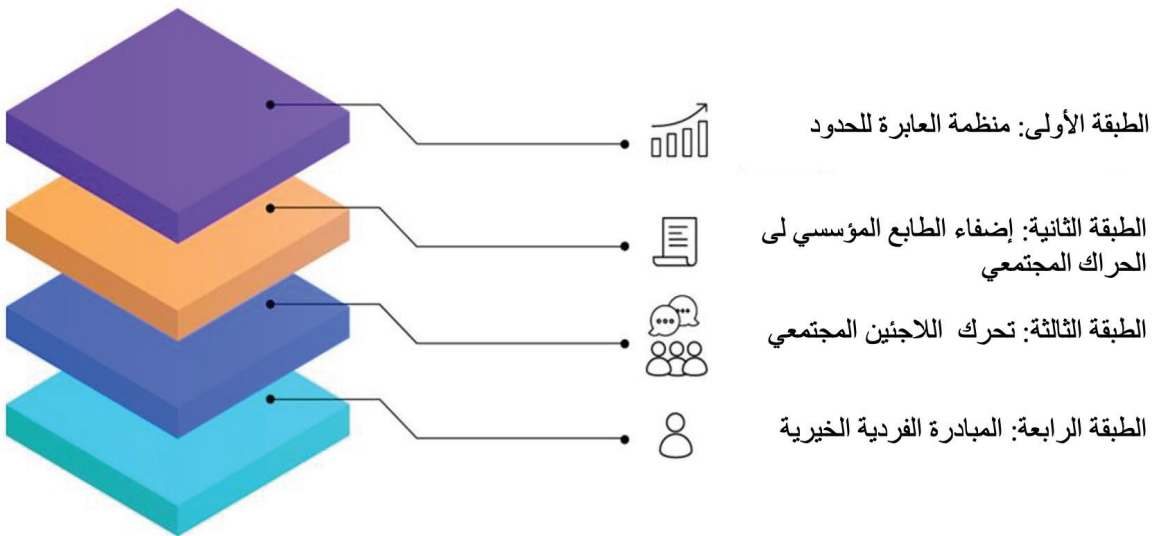 الطبقة الأولى: منظمة العابرة للحدود
الطبقة الثانية: إضفاء الطابع المؤسسي لى
الحراك المجتمعي
الطبقة الثالثة: تحرك اللاجئين المجتمعي
الطبقة الرابعة: المبادرة الفردية الخيرية